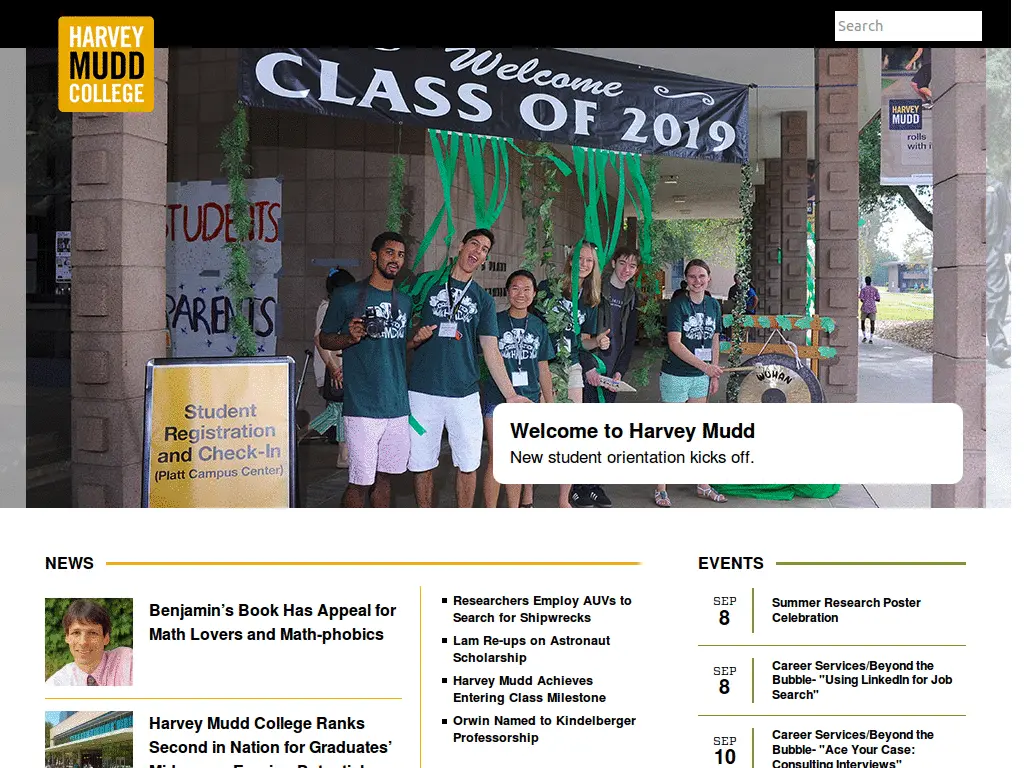 HARVEY
MUDD
COLLEGE
Search
Welcome
CLASS OF 2019
HARVEY
MUDD
rolls
with i
STUDENTS
PARENTS
WUHAN
Student
Registration
and Check-In
(Platt Campus Center)
Welcome to Harvey Mudd
New student orientation kicks off.
NEWS
Benjamin’s Book Has Appeal for
Math Lovers and Math-phobics
Harvey Mudd College Ranks
Second in Nation for Graduates’
Researchers Employ AUVs to
Search for Shipwrecks
Lam Re-ups on Astronaut
Scholarship
Harvey Mudd Achieves
Entering Class Milestone
Orwin Named to Kindelberger
Professorship
EVENTS
SEP
8
Summer Research Poster
Celebration
SEP
8
Career Services/Beyond the
Bubble- "Using LinkedIn for Job
Search"
SEP
10
Career Services/Beyond the
Bubble- "Ace Your Case:
Consulting Interviews"